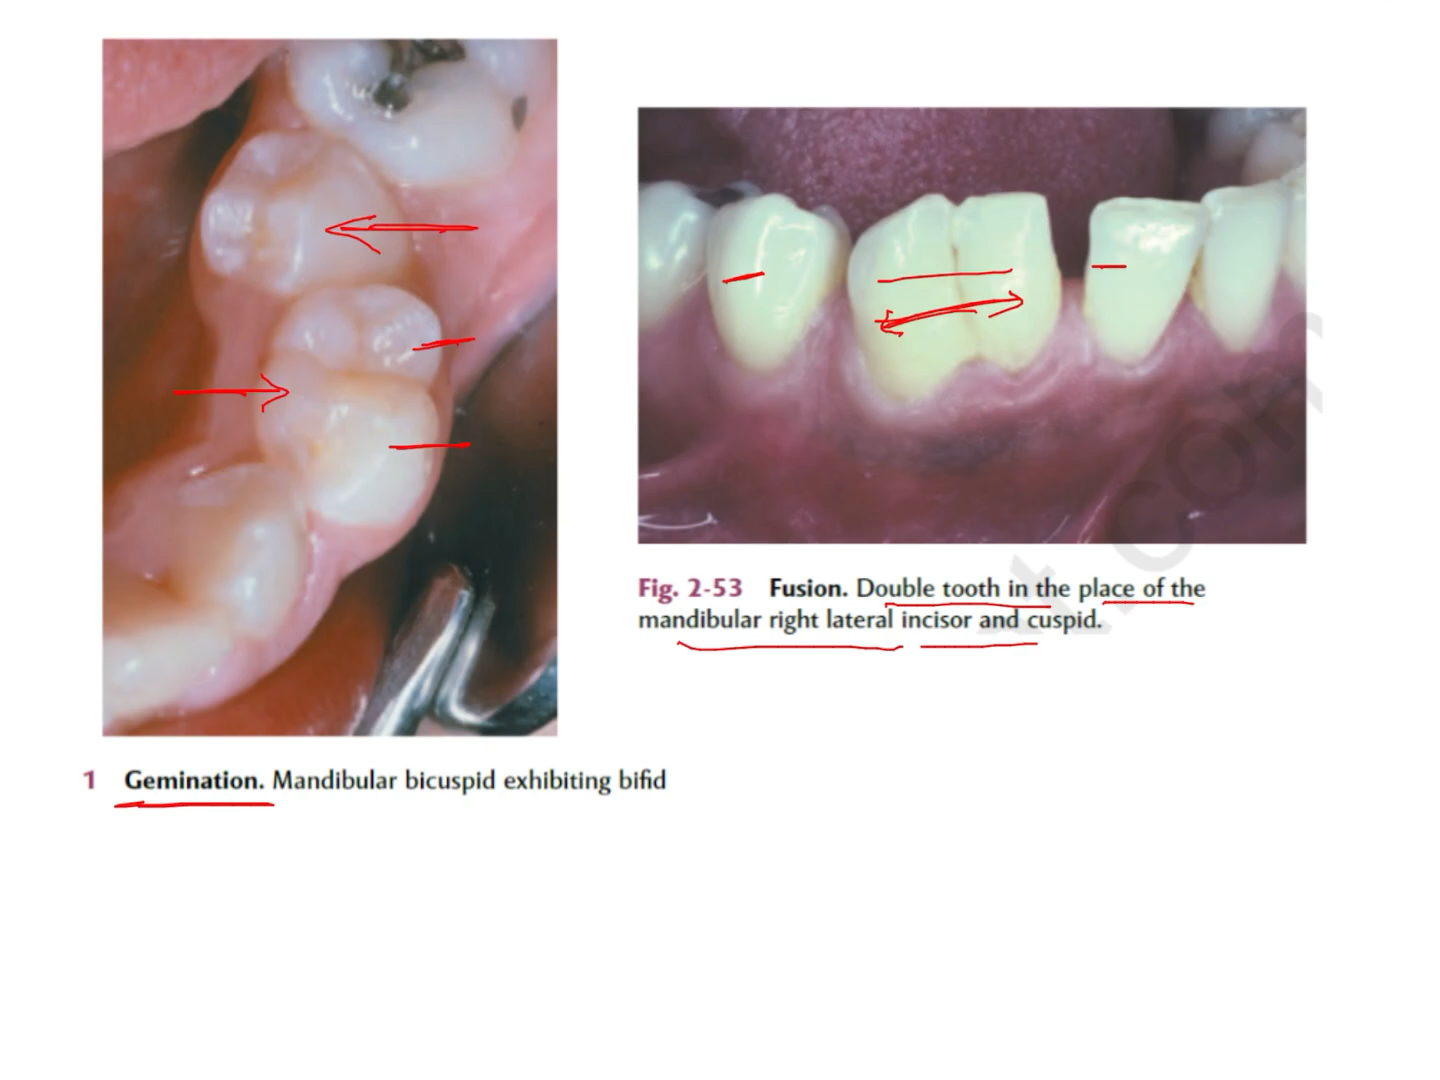 Fig. 2-53 Fusion. Double tooth in the place of the
mandibular right lateral incisor and cuspid.
1 Gemination. Mandibular bicuspid exhibiting bifid